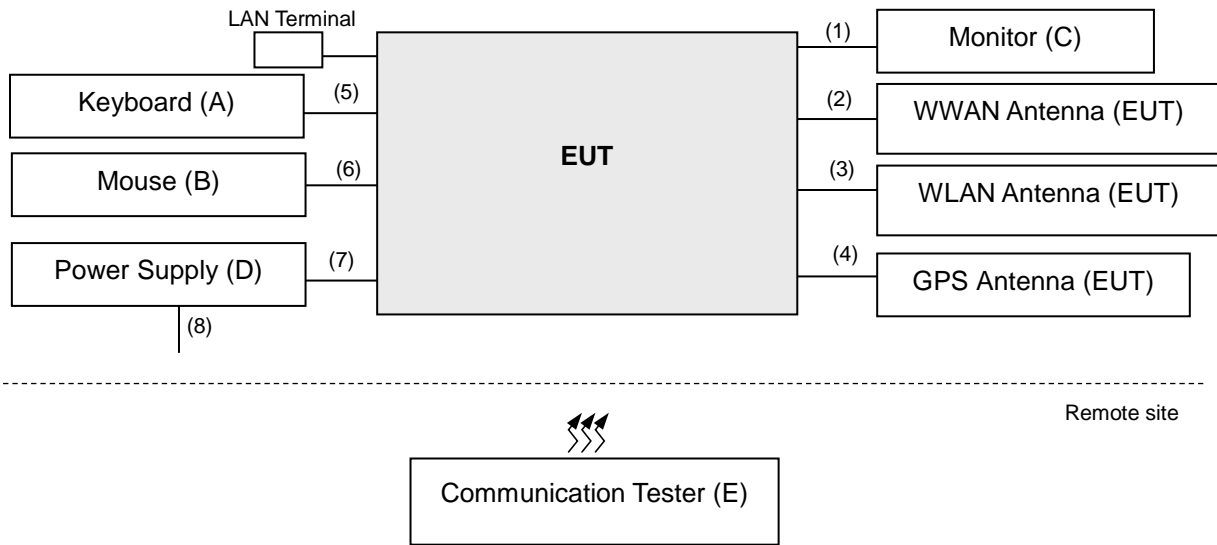 LAN Terminal
(1)
Monitor (C)
Keyboard (A)
(5)
(2)
WWAN Antenna (EUT)
EUT
Mouse (B)
(6)
(3)
WLAN Antenna (EUT)
Power Supply (D)
(7)
(4)
GPS Antenna (EUT)
(8)
Remote site
Communication Tester (E)